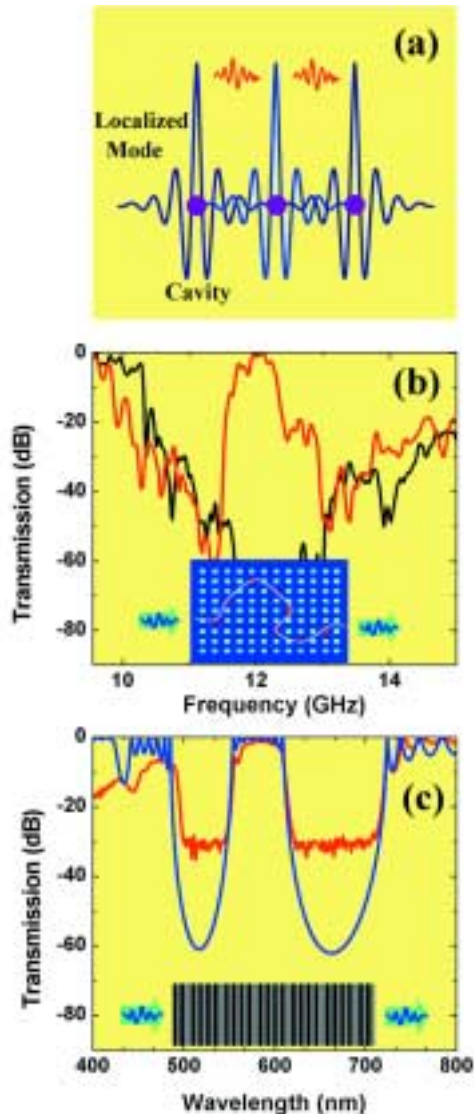 (a)
Localized
Mode
Cavity
(b)
Transmission (dB)
0
-20
-40
-60
-80
10
12
14
Frequency (GHz)
(c)
Transmission (dB)
0
-20
-40
-60
-80
400
500
600
700
800
Wavelength (nm)